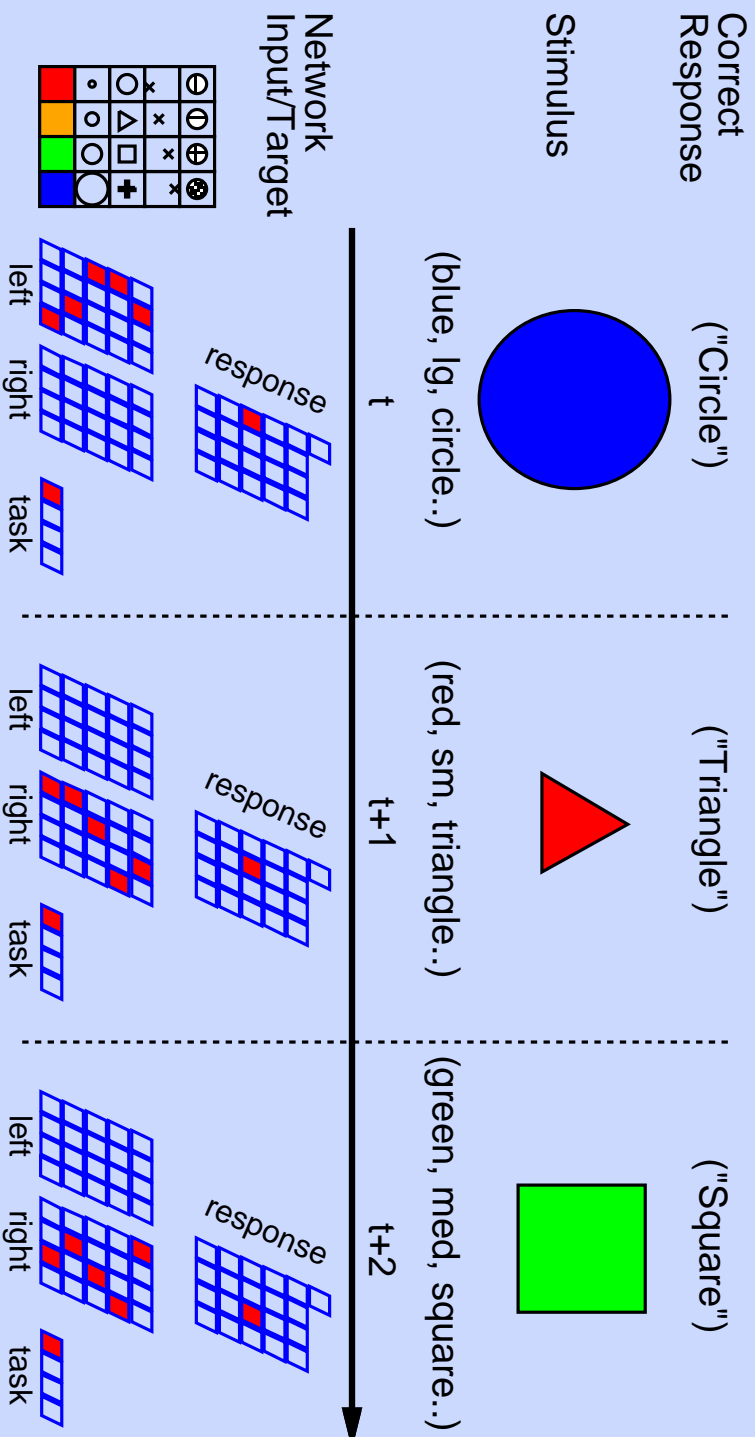 Correct
Response
("Circle")
("Triangle")
("Square")
Stimulus
(blue, lg, circle..)
(red, sm, triangle..)
(green, med, square..)
t
t+1
t+2
Network
Input/Target
response
response
response
left
right
task
left
right
task
left
right
task